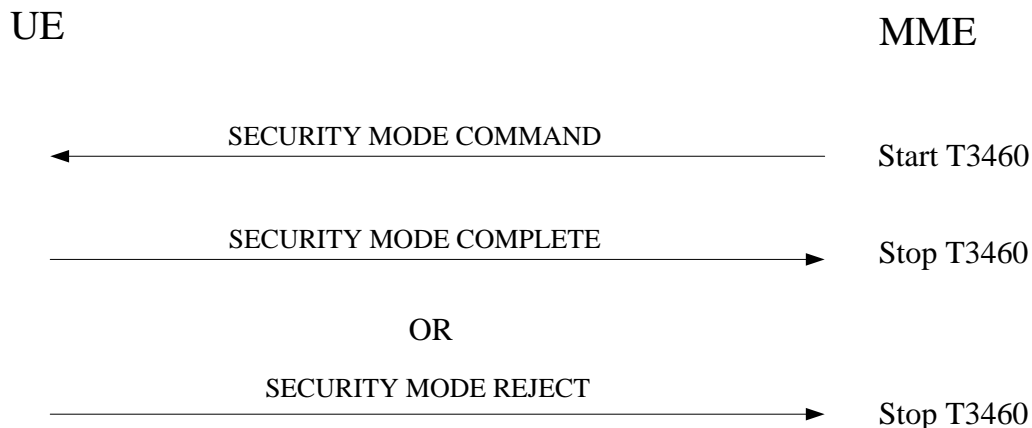 UE
MME
SECURITY MODE COMMAND
Start T3460
SECURITY MODE COMPLETE
Stop T3460
OR
SECURITY MODE REJECT
Stop T3460